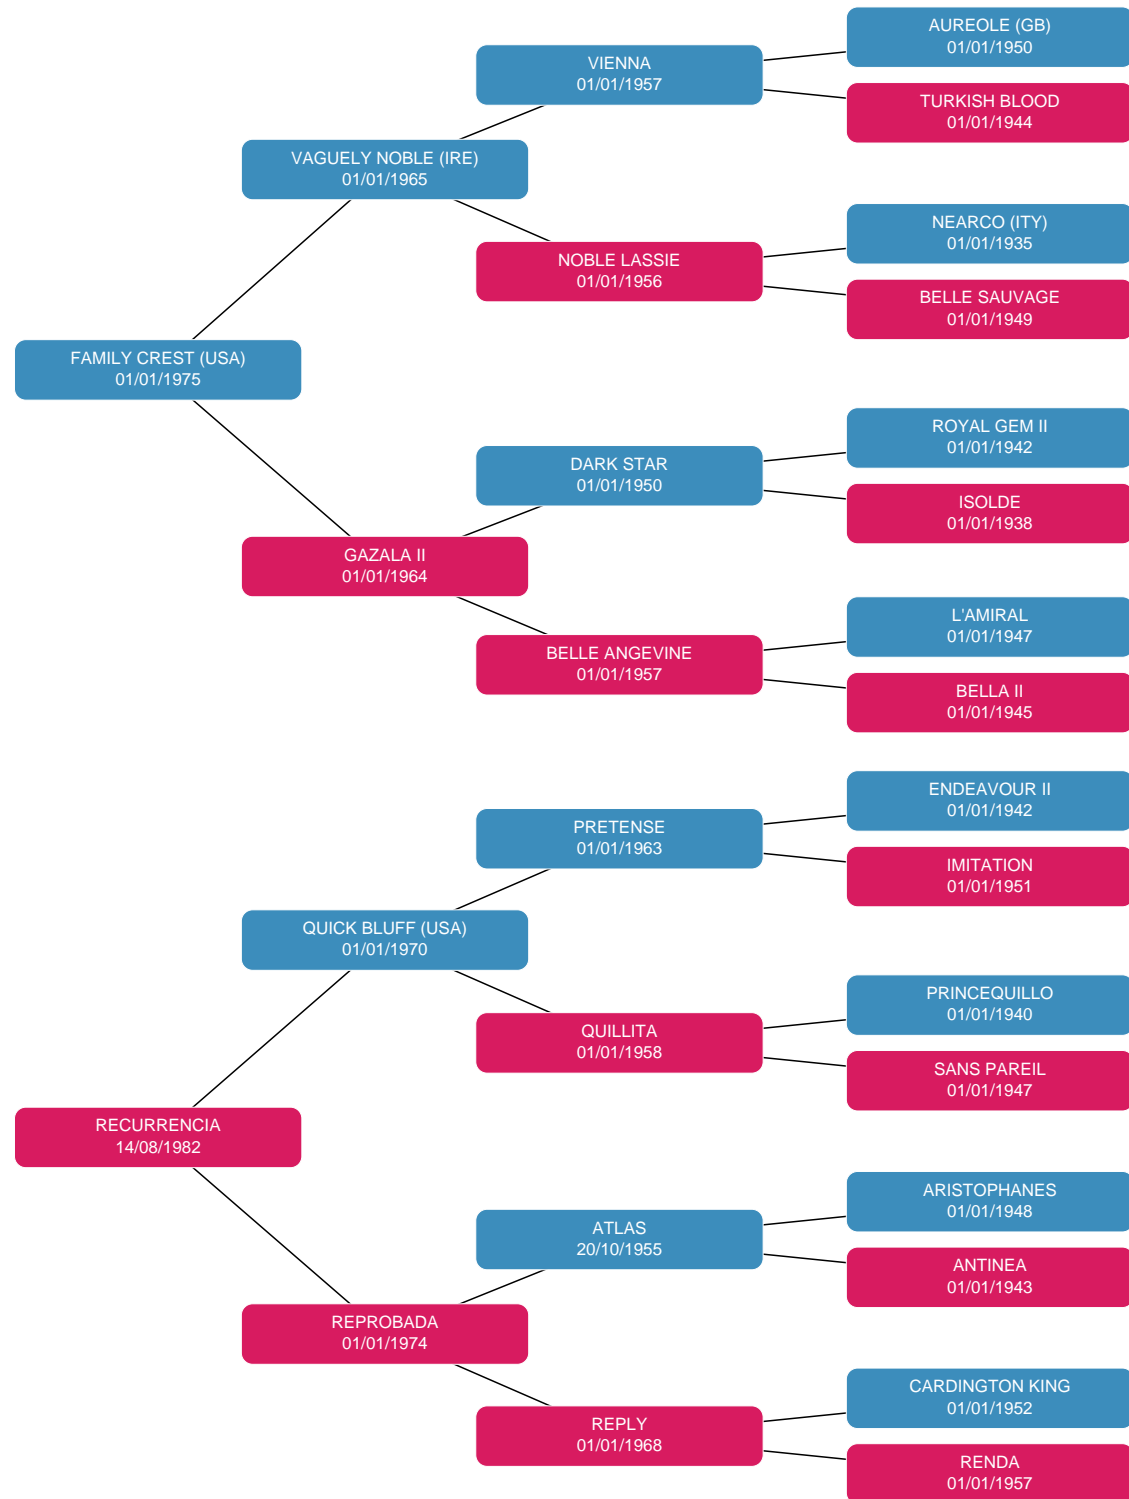 AUREOLE (GB)
01/01/1950
VIENNA
01/01/1957
TURKISH BLOOD
01/01/1944
VAGUELY NOBLE (IRE)
01/01/1965
NEARCO (ITY)
01/01/1935
NOBLE LASSIE
01/01/1956
BELLE SAUVAGE
01/01/1949
FAMILY CREST (USA)
01/01/1975
ROYAL GEM II
01/01/1942
DARK STAR
01/01/1950
ISOLDE
01/01/1938
GAZALA II
01/01/1964
L'AMIRAL
01/01/1947
BELLE ANGEVINE
01/01/1957
BELLA II
01/01/1945
ENDEAVOUR II
01/01/1942
PRETENSE
01/01/1963
IMITATION
01/01/1951
QUICK BLUFF (USA)
01/01/1970
PRINCEQUILLO
01/01/1940
QUILLITA
01/01/1958
SANS PAREIL
01/01/1947
RECURRENCIA
14/08/1982
ARISTOPHANES
01/01/1948
ATLAS
20/10/1955
ANTINEA
01/01/1943
REPROBADA
01/01/1974
CARDINGTON KING
01/01/1952
REPLY
01/01/1968
RENDA
01/01/1957